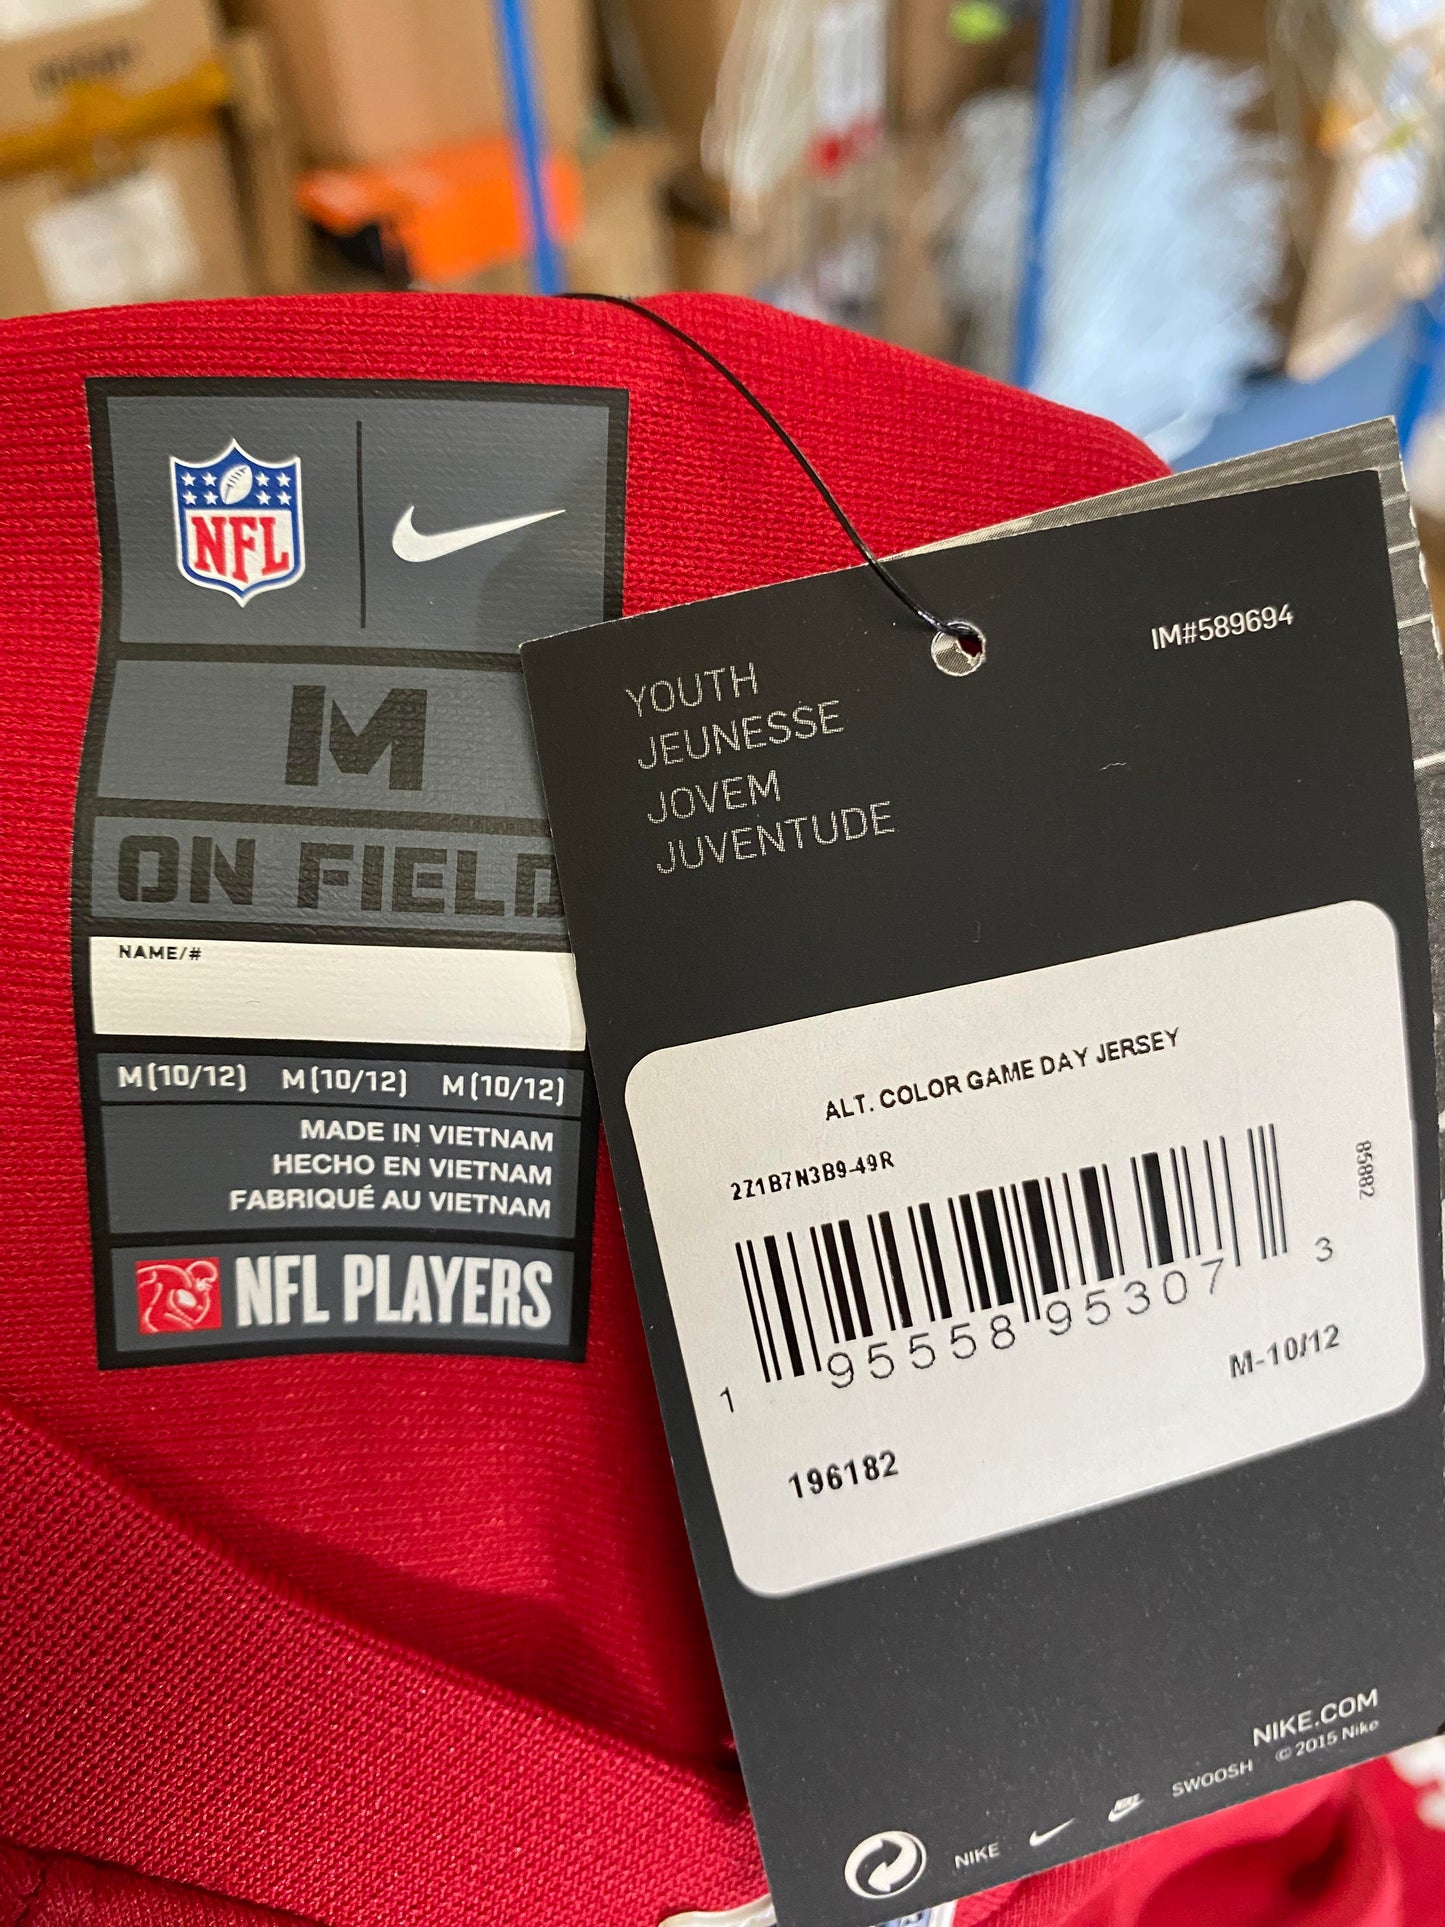 NFL
M
ON FIELD
NAME/#
M(10/12) M(10/12) M(10/12)
MADE IN VIETNAM
HECHO EN VIETNAM
FABRIQUÉ AU VIETNAM
NFL PLAYERS
IM#589694
YOUTH
JEUNESSE
JOVEM
JUVENTUDE
ALT. COLOR GAME DAY JERSEY
2Z1B7N3B9-49R
85882
1 95558 95307 3
M-10/12
196182
NIKE.COM
© 2015 Nike
NIKE SWOOSH